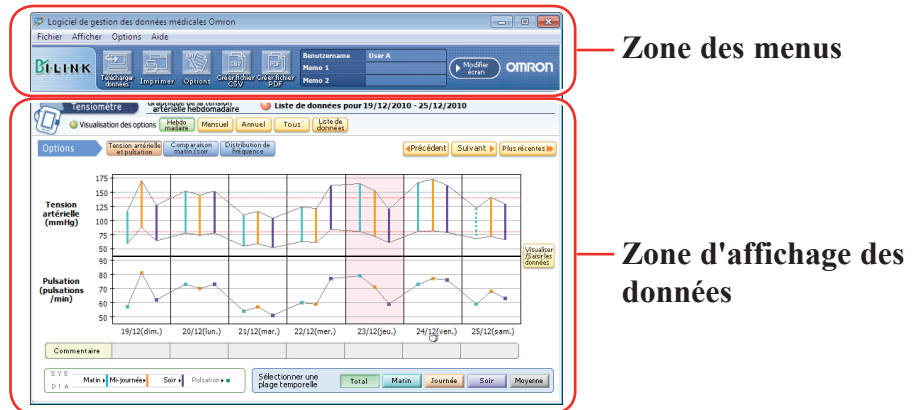 Logiciel de gestion des données médicales Omron
Fichier Afficher Options Aide
BI-LINK
Télécharger données
Imprimer
Options
CSV
Créer fichier CSV
PDF
Créer fichier PDF
Benutzername User A
Memo 1
Memo 2
Modifier écran
OMRON
Zone des menus
Tensiomètre
Graphique de la tension
artérielle hebdomadaire
Liste de données pour 19/12/2010 - 25/12/2010
Visualisation des options
Hebdo madaire
Mensuel
Annuel
Tous
Liste de données
Options
Tension artérielle et pulsation
Comparaison matin/soir
Distribution de fréquence
Précédent
Suivant
Plus récentes
Tension
artérielle
(mmHg)
175
150
125
100
75
50
Visualiser
/Saisir les
données
Zone d'affichage des
données
Pulsation
(pulsations
/min)
90
80
70
60
50
19/12(dim.) 20/12(lun.) 21/12(mar.) 22/12(mer.) 23/12(jeu.) 24/12(ven.) 25/12(sam.)
Commentaire
SYS
DIA
Matin Mi-journée Soir Pulsation
Sélectionner une
plage temporelle
Total
Matin
Journée
Soir
Moyenne